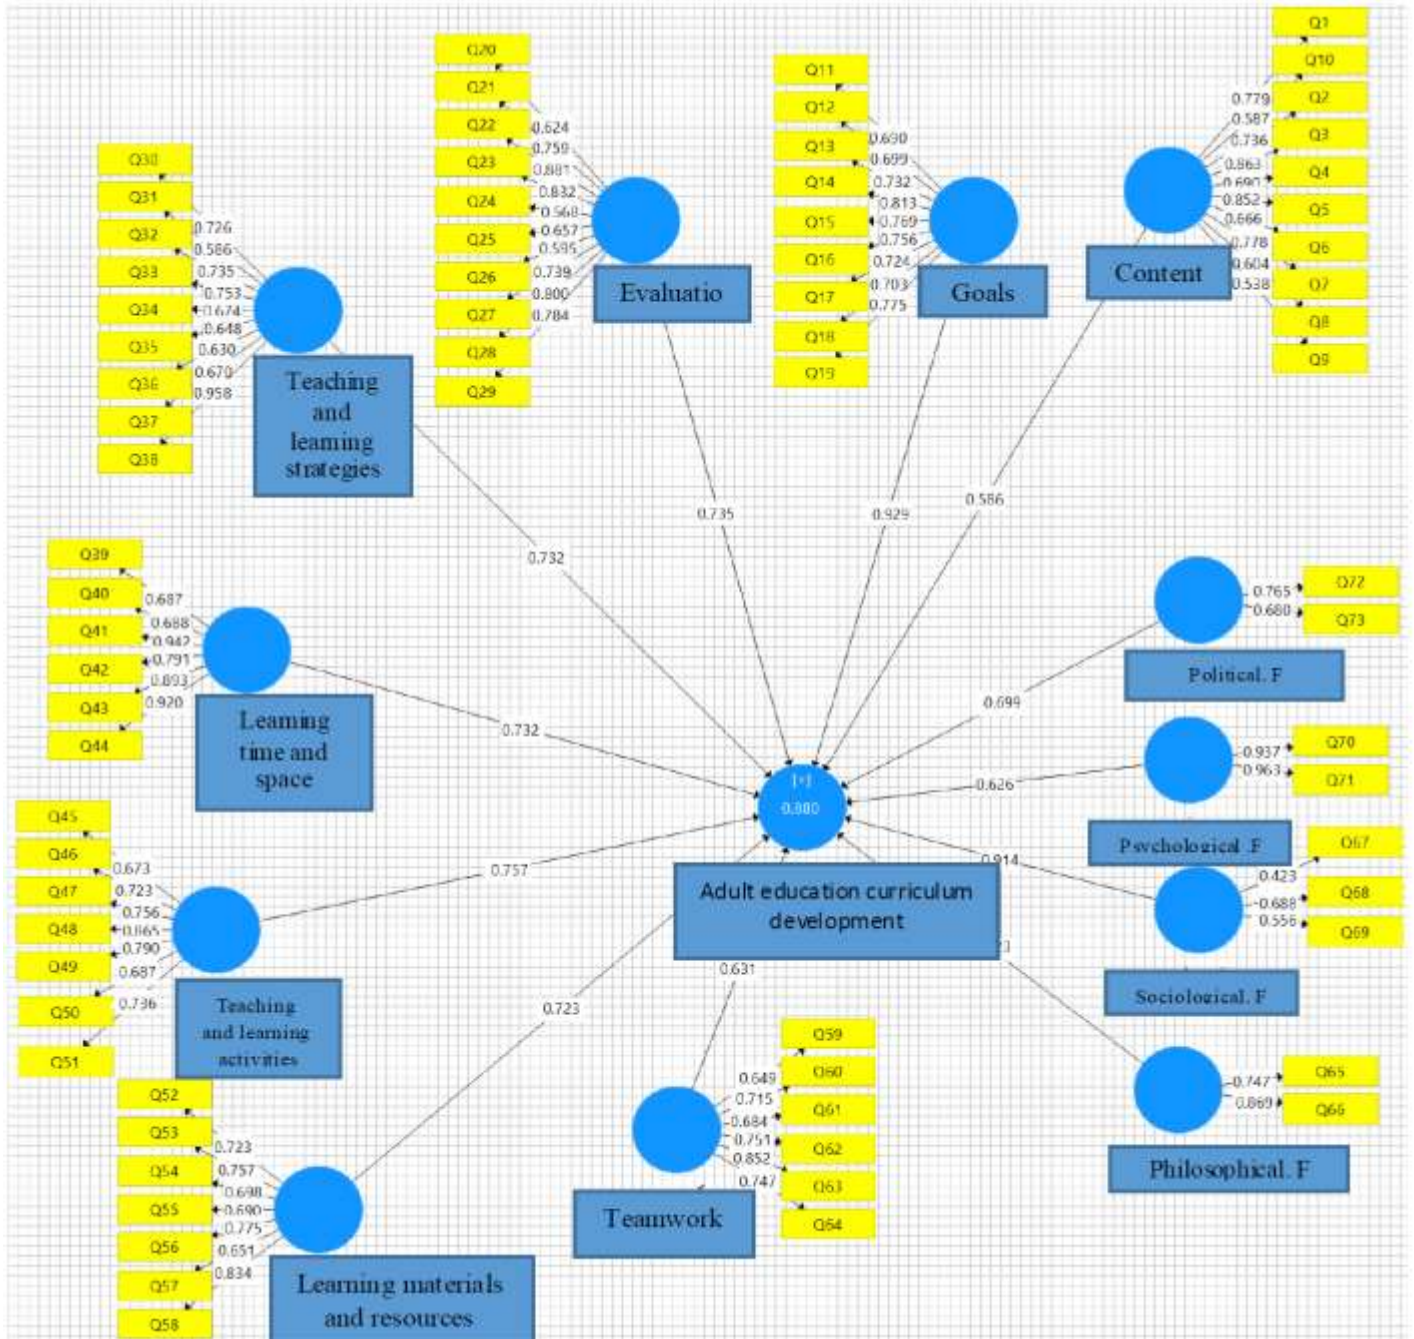 Q20
Q21
Q22
Q23
Q24
Q25
Q26
Q27
Q28
Q29
0.624
0.759
0.881
0.832
0.568
0.657
0.595
0.739
0.800
0.784
Evaluatio
Q11
Q12
Q13
Q14
Q15
Q16
Q17
Q18
Q19
0.690
0.699
0.732
0.813
0.769
0.756
0.724
0.703
0.775
Goals
Q1
Q10
Q2
Q3
Q4
Q5
Q6
Q7
Q8
Q9
0.779
0.587
0.736
0.863
0.690
0.852
0.666
0.778
0.604
0.538
Content
Q30
Q31
Q32
Q33
Q34
Q35
Q36
Q37
Q38
0.726
0.586
0.735
0.753
0.674
0.648
0.630
0.670
0.958
Teaching
and
learning
strategies
0.735
0.929
0.586
0.732
Q39
Q40
Q41
Q42
Q43
Q44
0.687
0.688
0.942
0.791
0.893
0.920
Learning
time and
space
0.732
Q72
Q73
0.765
0.680
Political. F
0.699
Q70
Q71
0.937
0.963
Psychological .F
0.626
[+]
0.880
Adult education curriculum
development
Q67
Q68
Q69
0.423
0.688
0.556
Sociological. F
0.914
Q45
Q46
Q47
Q48
Q49
Q50
Q51
0.673
0.723
0.756
0.865
0.790
0.687
0.736
Teaching
and learning
activities
0.757
Q52
Q53
Q54
Q55
Q56
Q57
Q58
0.723
0.757
0.698
0.690
0.775
0.651
0.834
Learning materials
and resources
0.723
0.631
Q59
Q60
Q61
Q62
Q63
Q64
0.649
0.715
0.684
0.751
0.852
0.747
Teamwork
Q65
Q66
0.747
0.869
Philosophical. F